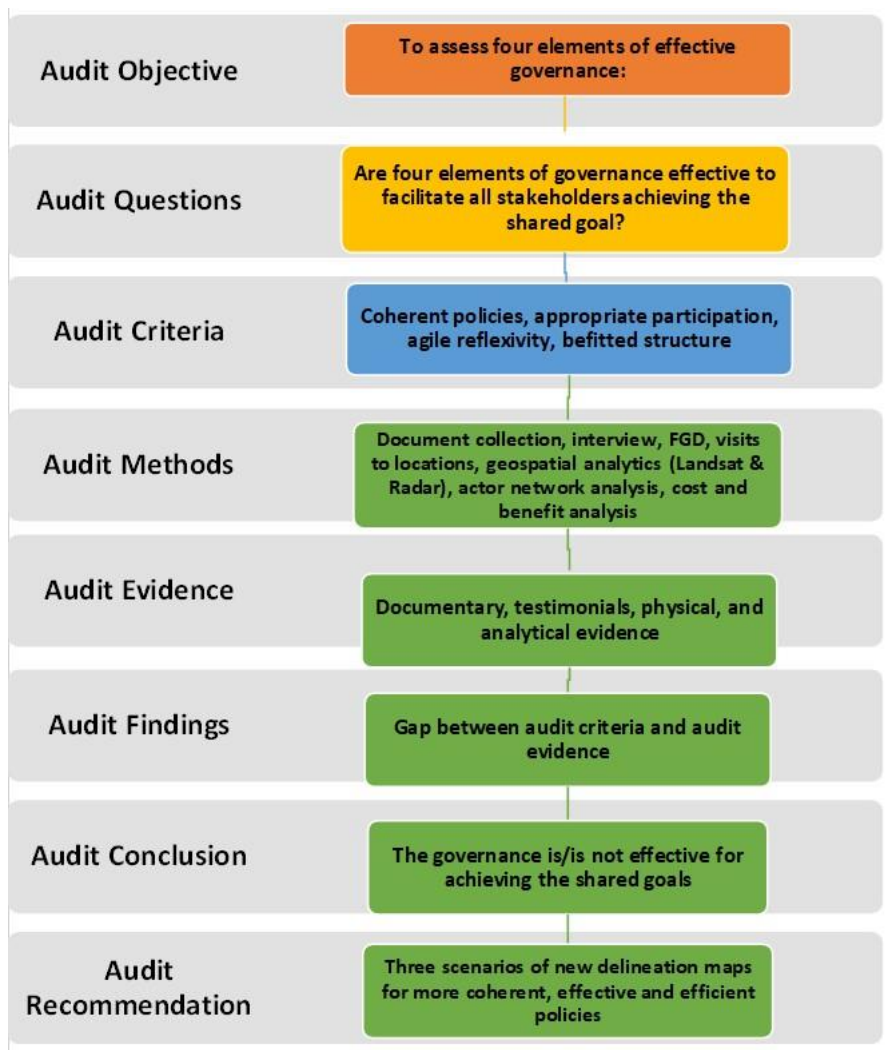 Audit Objective
To assess four elements of effective
governance:
Audit Questions
Are four elements of governance effective to
facilitate all stakeholders achieving the
shared goal?
Audit Criteria
Coherent policies, appropriate participation,
agile reflexivity, befitted structure
Audit Methods
Document collection, interview, FGD, visits
to locations, geospatial analytics (Landsat &
Radar), actor network analysis, cost and
benefit analysis
Audit Evidence
Documentary, testimonials, physical, and
analytical evidence
Audit Findings
Gap between audit criteria and audit
evidence
Audit Conclusion
The governance is/is not effective for
achieving the shared goals
Audit
Recommendation
Three scenarios of new delineation maps
for more coherent, effective and efficient
policies